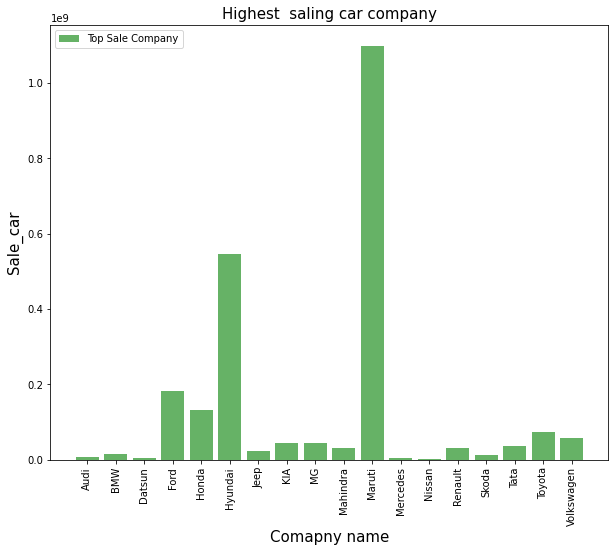 Highest  saling car company
1e9
Top Sale Company
1.0
0.8
0.6
0.4
0.2
0.0
Sale_car
Audi
BMW
Datsun
Ford
Honda
Hyundai
Jeep
KIA
MG
Mahindra
Maruti
Mercedes
Nissan
Renault
Skoda
Tata
Toyota
Volkswagen
Comapny name